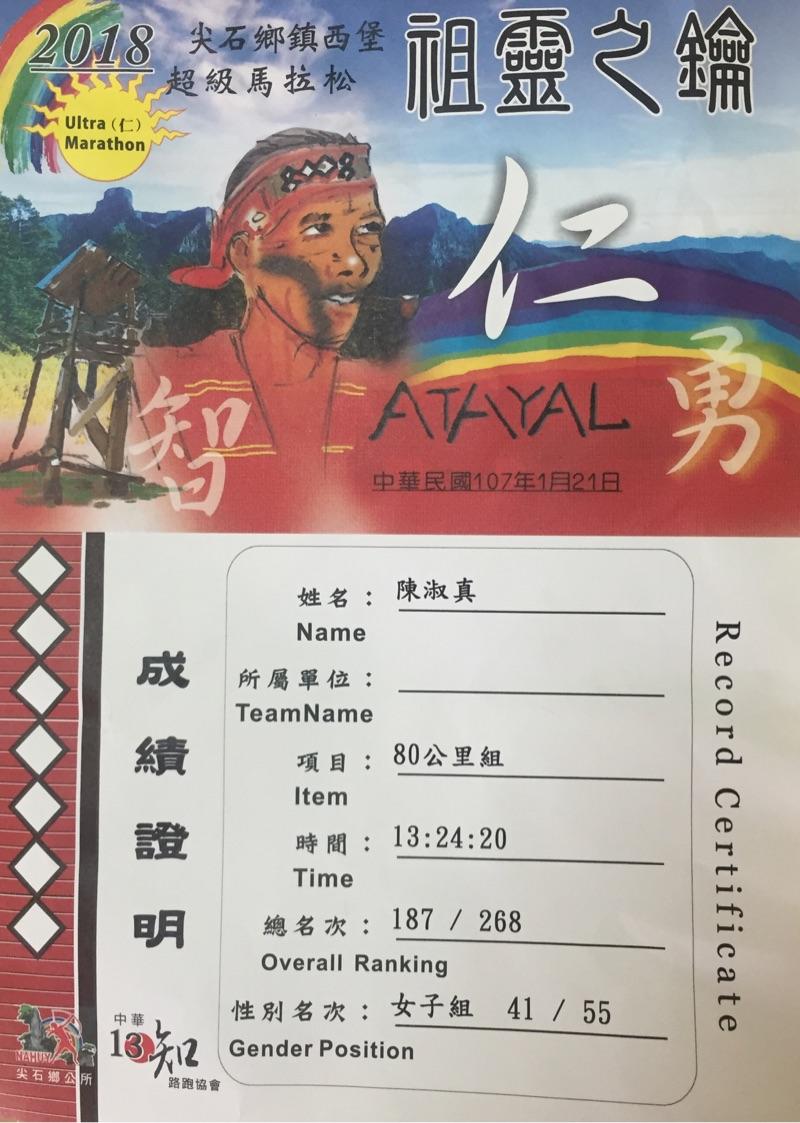 2018
尖石鄉鎮西堡
超級馬拉松
祖靈之鑰
Ultra（仁）
Marathon
仁
智
勇
ATAYAL
中華民國107年1月21日
成績證明
姓名：陳淑真
Name
所屬單位：
TeamName
項目：80公里組
Item
時間：13:24:20
Time
總名次：187 / 268
Overall Ranking
性別名次：女子組 41 / 55
Gender Position
Record Certificate
NAHUY
尖石鄉公所
中華
13知
路跑協會